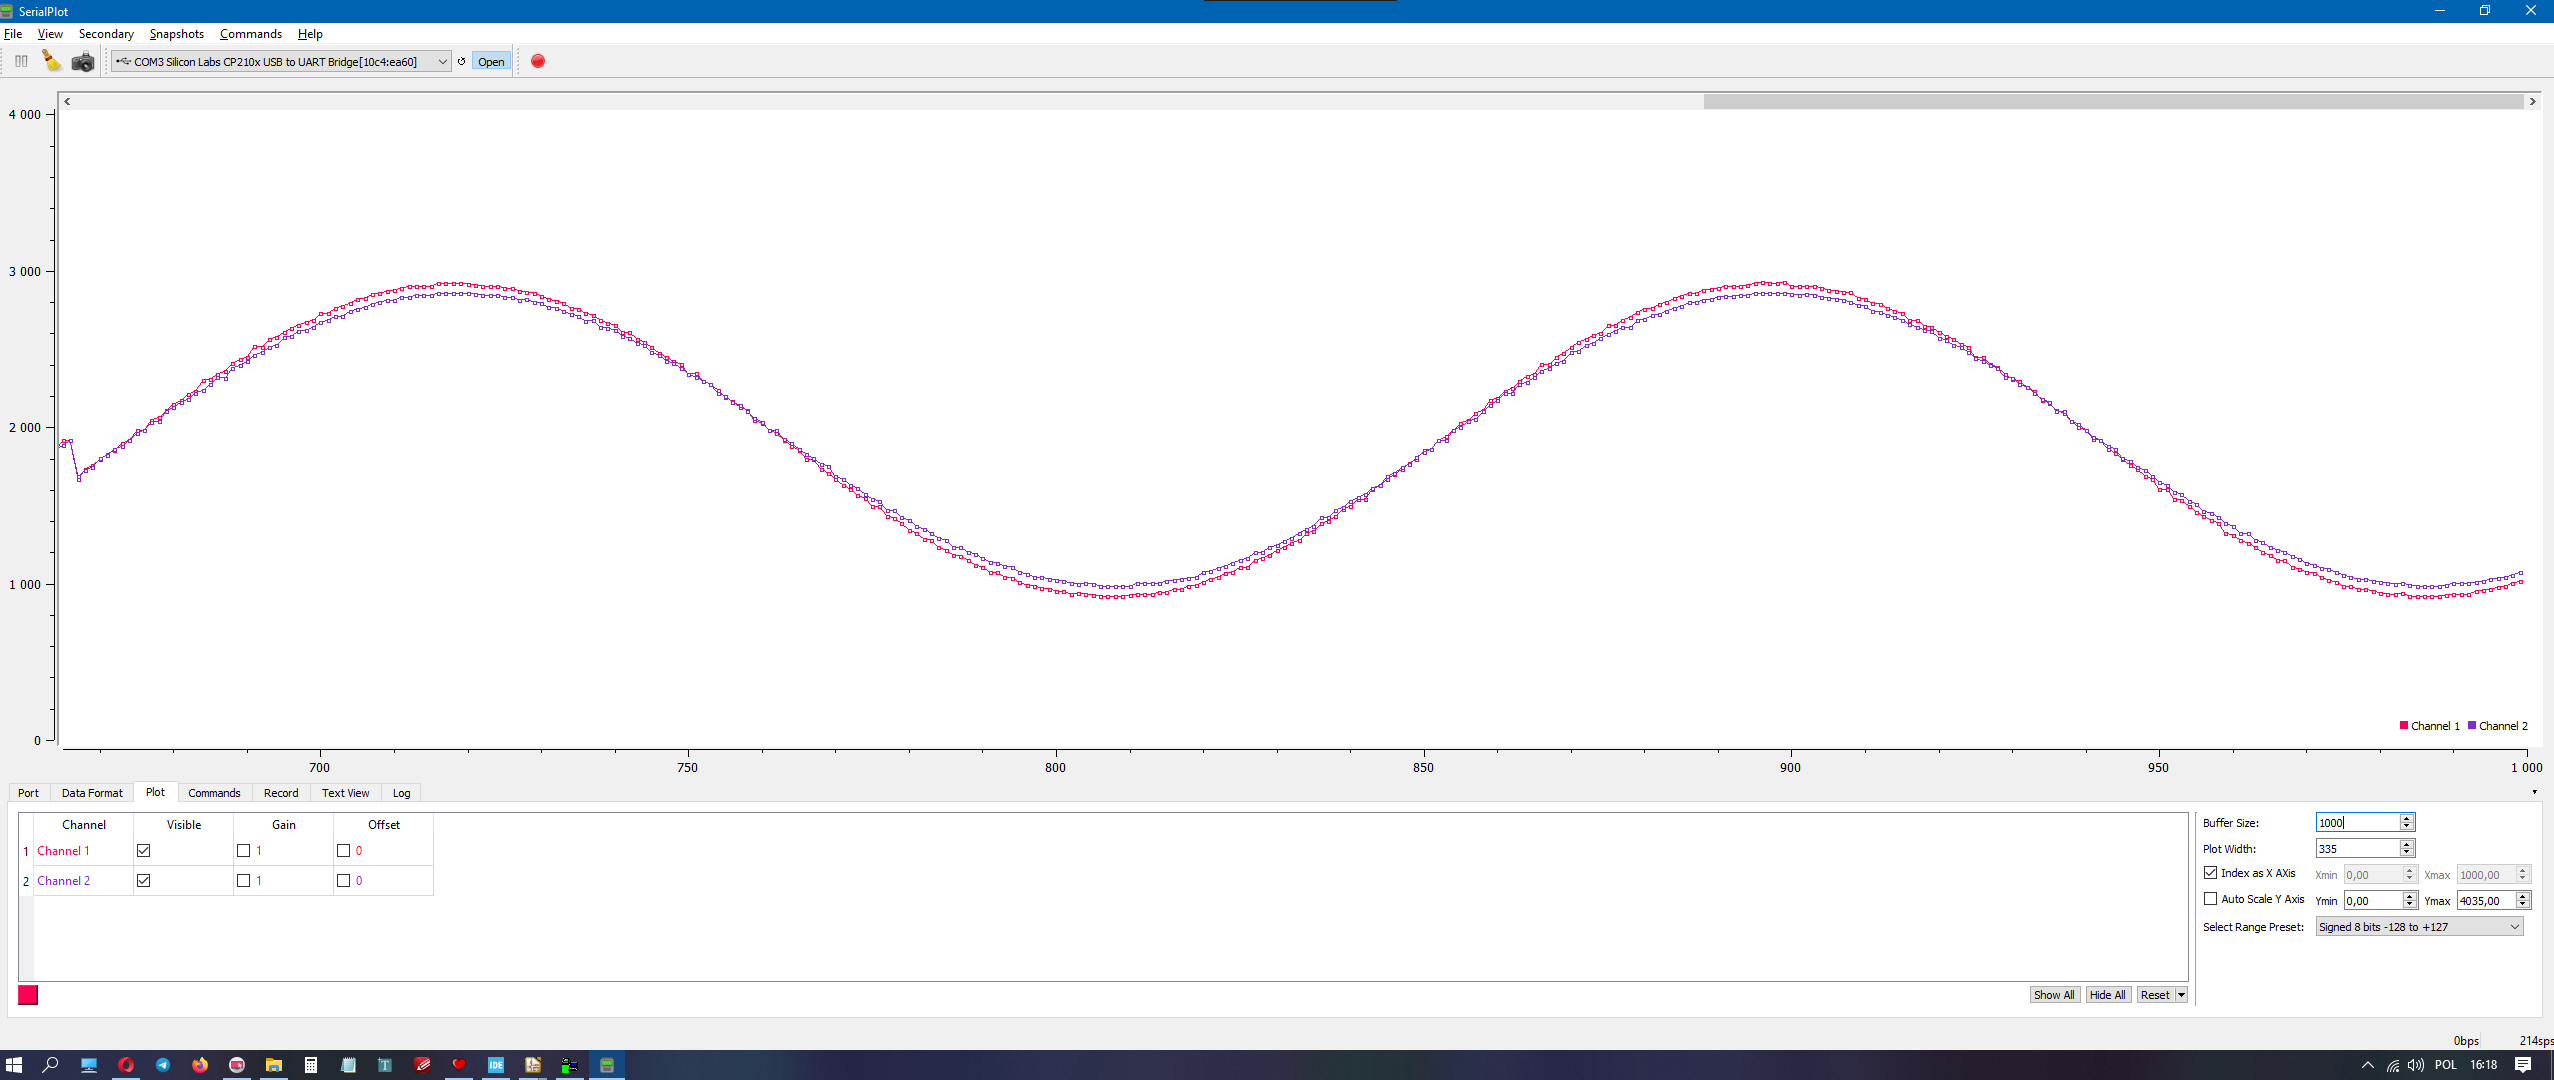 SerialPlot
File View Secondary Snapshots Commands Help
COM3 Silicon Labs CP210x USB to UART Bridge[10c4:ea60] Open
4 000
3 000
2 000
1 000
0
Channel 1 Channel 2
700 750 800 850 900 950 1 000
Port Data Format Plot Commands Record Text View Log
Channel Visible Gain Offset
1 Channel 1 1 0
2 Channel 2 1 0
Buffer Size: 1000
Plot Width: 335
Index as X AXis Xmin 0,00 Xmax 1000,00
Auto Scale Y Axis Ymin 0,00 Ymax 4035,00
Select Range Preset: Signed 8 bits -128 to +127
Show All Hide All Reset
0bps 214sps
T IDE POL 16:18